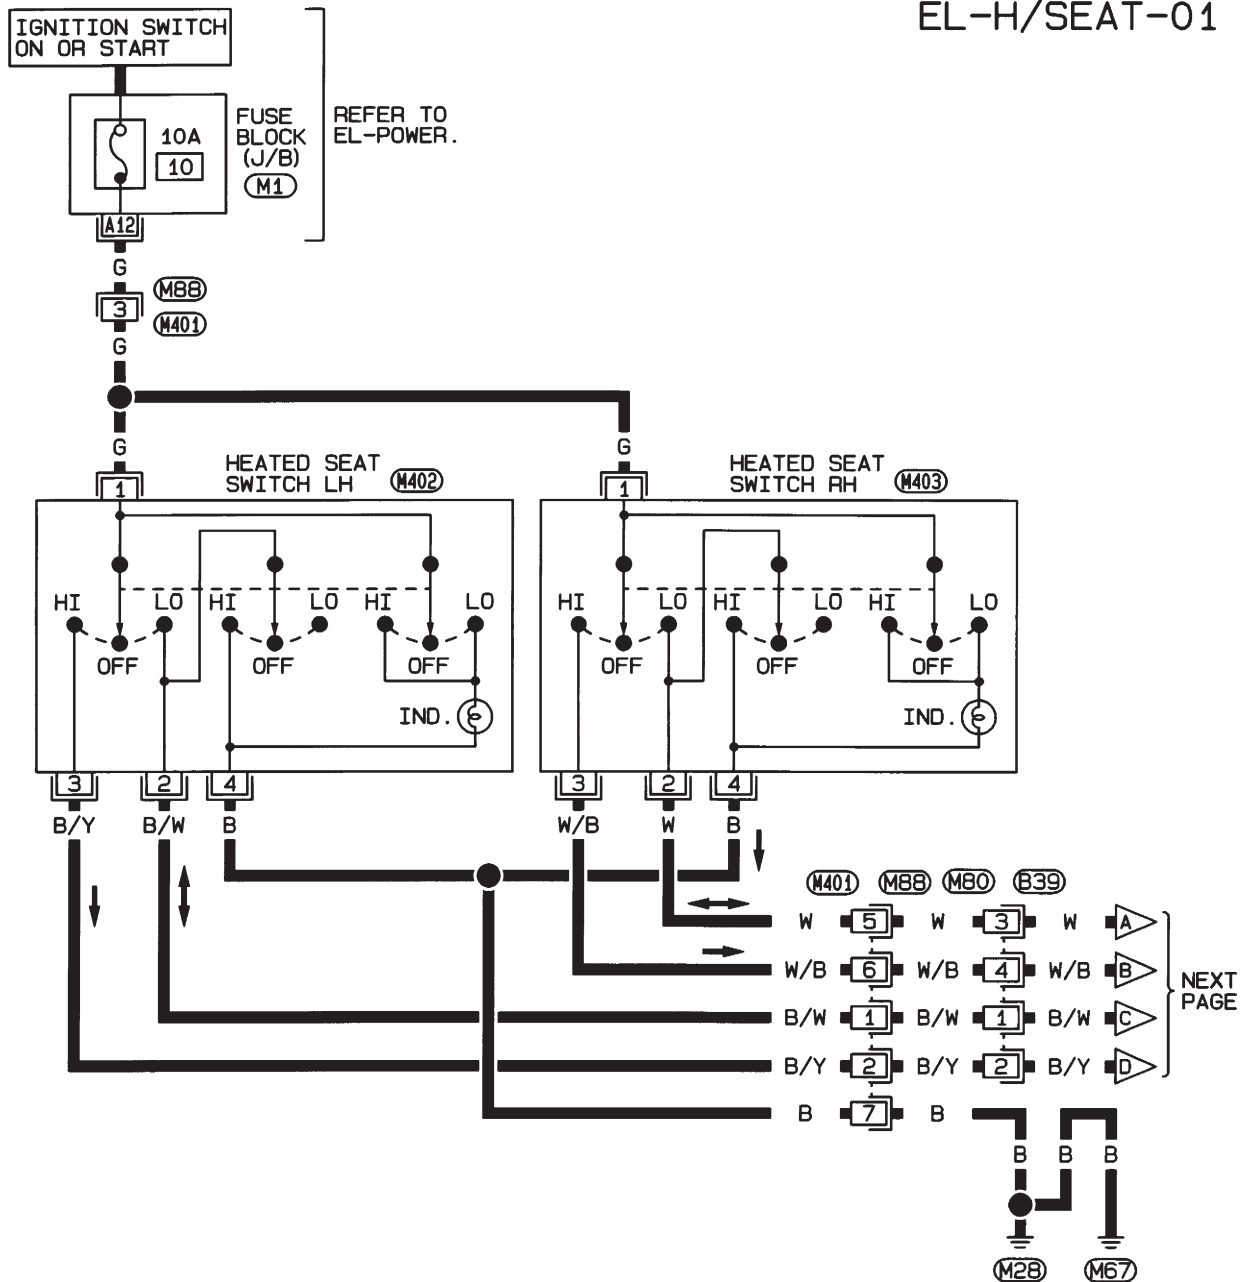 EL-H/SEAT-01
IGNITION SWITCH
ON OR START
10A
10
FUSE
BLOCK
(J/B)
M1
REFER TO
EL-POWER.
A12
G
M88
3
M401
G
G
G
HEATED SEAT
SWITCH LH
M402
1
HEATED SEAT
SWITCH RH
M403
1
HI LO HI LO HI LO
OFF OFF OFF
IND.
HI LO HI LO HI LO
OFF OFF OFF
IND.
3 2 4
3 2 4
B/Y B/W B
W/B W B
M401 M88 M80 B39
W 5 W 3 W A
W/B 6 W/B 4 W/B B
B/W 1 B/W 1 B/W C
B/Y 2 B/Y 2 B/Y D
NEXT
PAGE
B 7 B
B B B
M28 M67